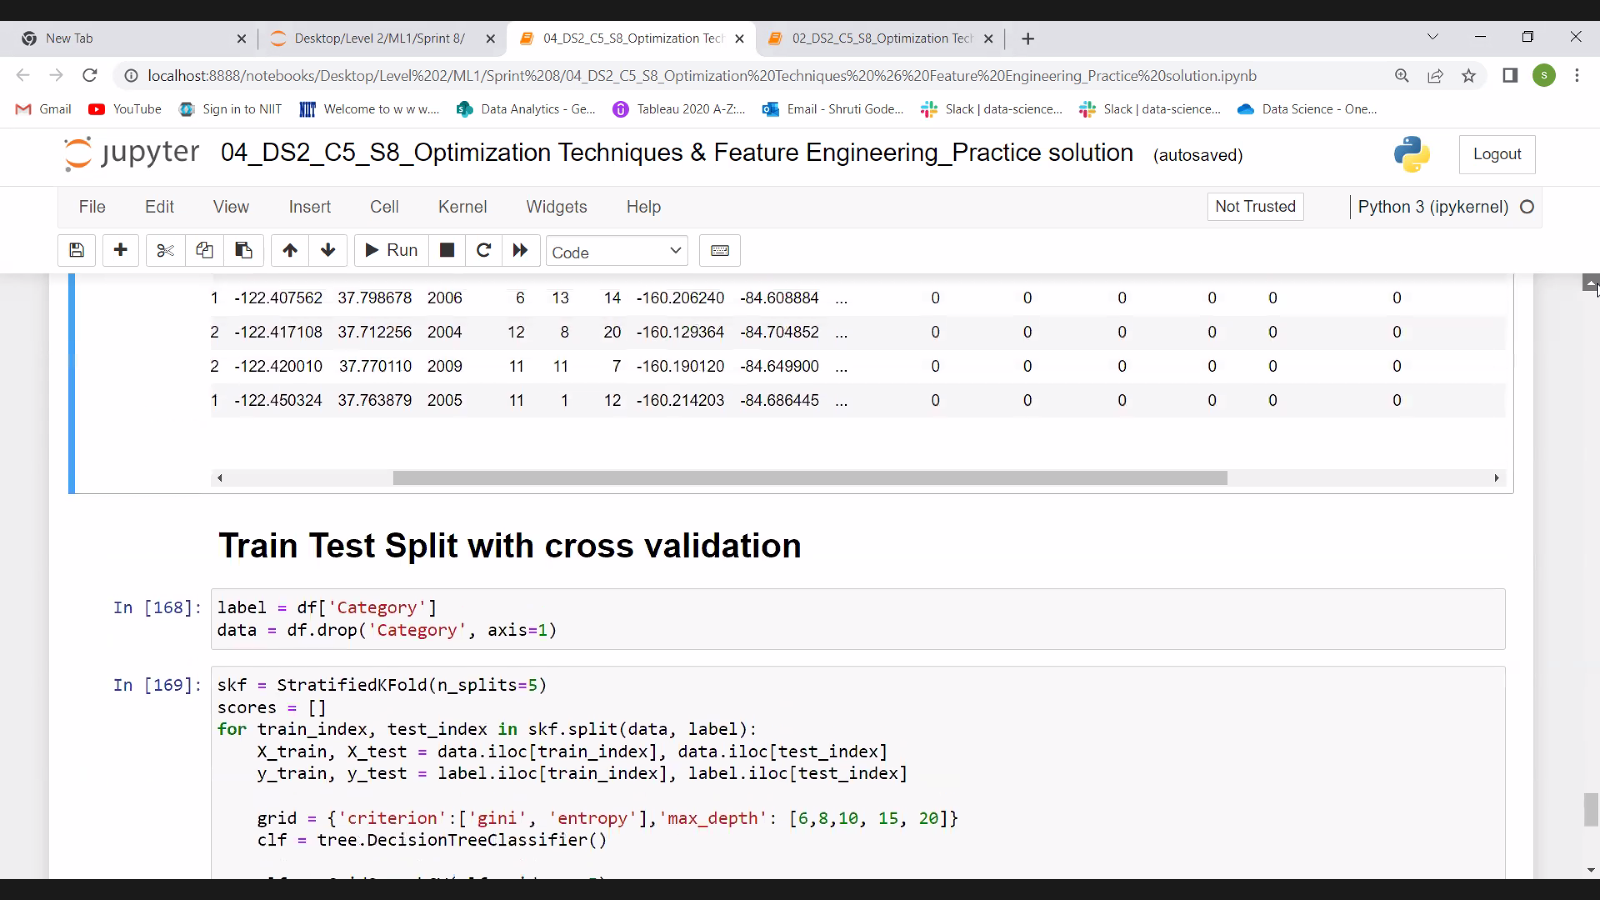 New Tab
Desktop/Level 2/ML1/Sprint 8/
04_DS2_C5_S8_Optimization Tec
02_DS2_C5_S8_Optimization Tec
localhost:8888/notebooks/Desktop/Level%202/ML1/Sprint%208/04_DS2_C5_S8_Optimization%20Techniques%20%26%20Feature%20Engineering_Practice%20solution.ipynb
S
Gmail
YouTube
Sign in to NIIT
Welcome to w w w....
Data Analytics - Ge...
Tableau 2020 A-Z:...
Email - Shruti Gode...
Slack | data-science...
Slack | data-science...
Data Science - One...
jupyter
04_DS2_C5_S8_Optimization Techniques & Feature Engineering_Practice solution
(autosaved)
Logout
File Edit View Insert Cell Kernel Widgets Help
Not Trusted
Python 3 (ipykernel)
Run
Code
1 -122.407562 37.798678 2006 6 13 14 -160.206240 -84.608884 ... 0 0 0 0 0 0
2 -122.417108 37.712256 2004 12 8 20 -160.129364 -84.704852 ... 0 0 0 0 0 0
2 -122.420010 37.770110 2009 11 11 7 -160.190120 -84.649900 ... 0 0 0 0 0 0
1 -122.450324 37.763879 2005 11 1 12 -160.214203 -84.686445 ... 0 0 0 0 0 0
Train Test Split with cross validation
In [168]: label = df['Category']
data = df.drop('Category', axis=1)
In [169]: skf = StratifiedKFold(n_splits=5)
scores = []
for train_index, test_index in skf.split(data, label):
X_train, X_test = data.iloc[train_index], data.iloc[test_index]
y_train, y_test = label.iloc[train_index], label.iloc[test_index]
grid = {'criterion':['gini', 'entropy'],'max_depth': [6,8,10, 15, 20]}
clf = tree.DecisionTreeClassifier()